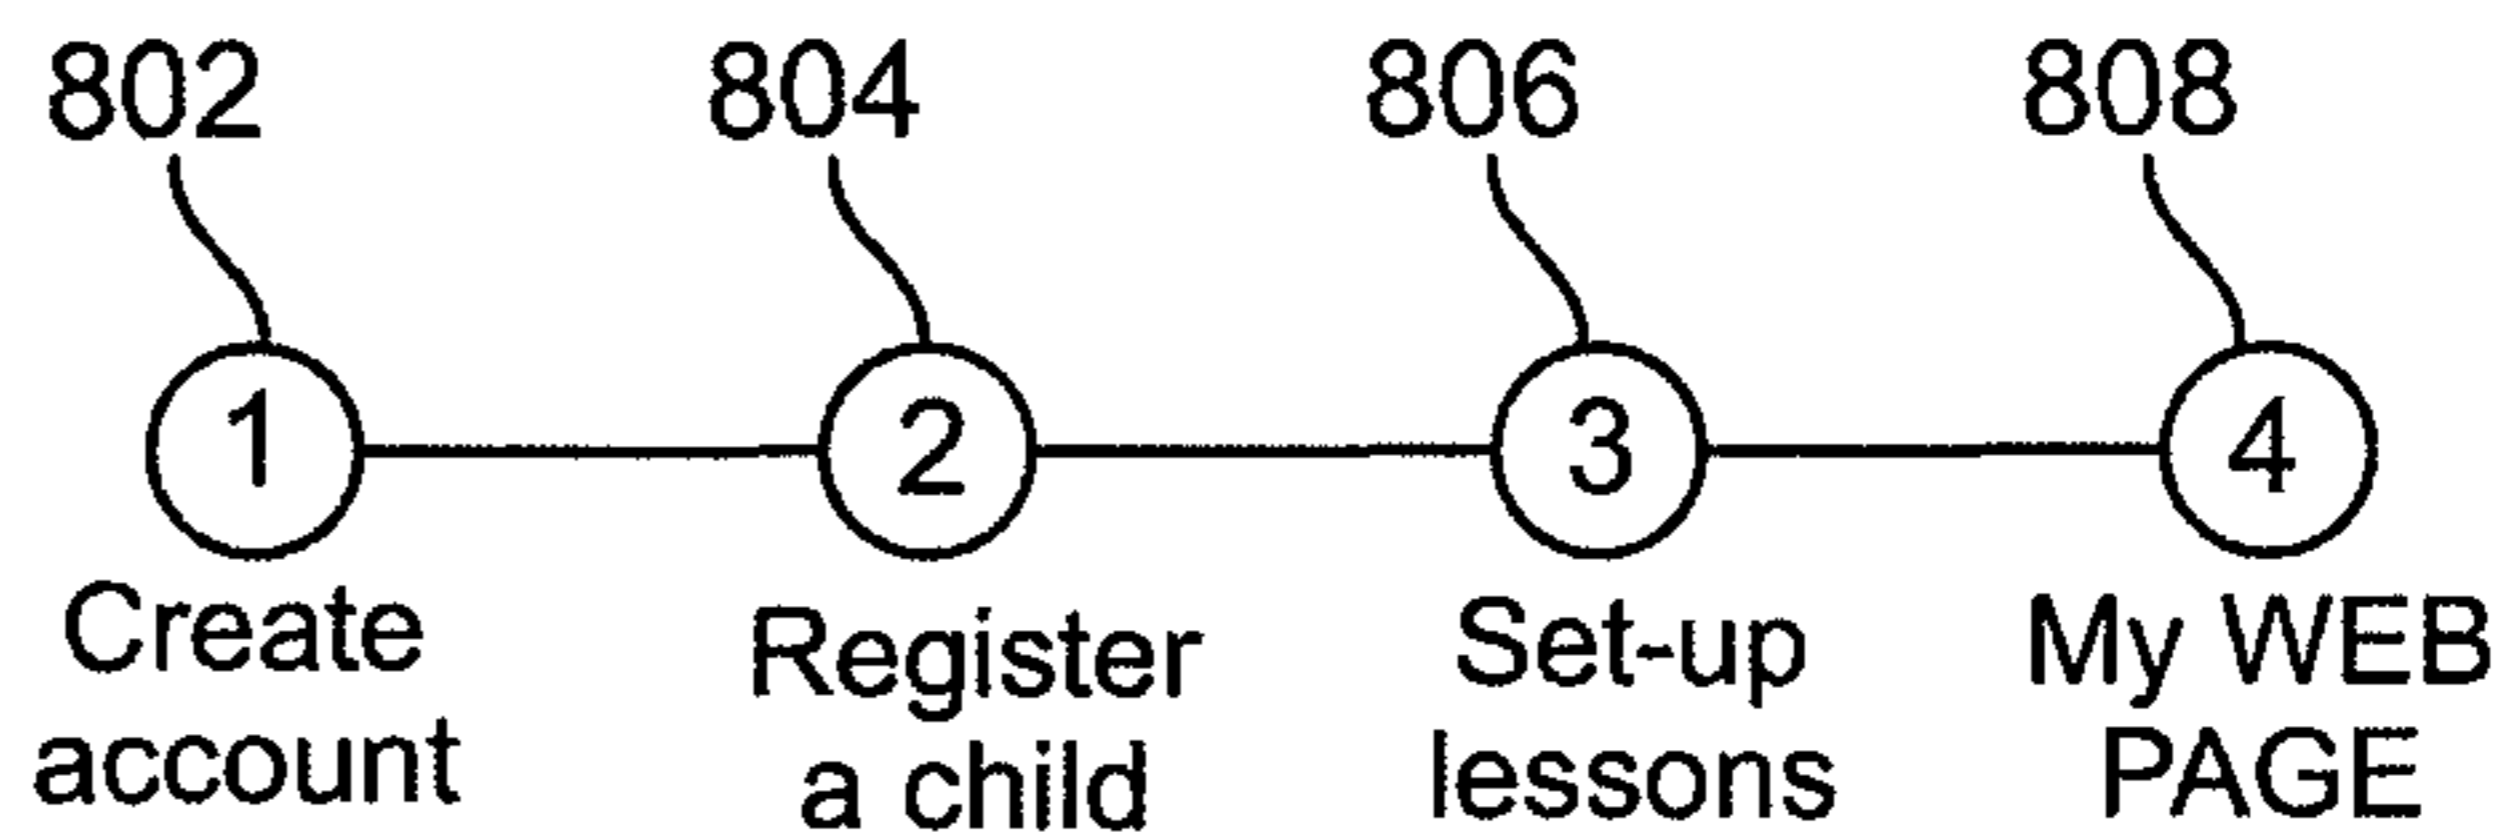 802 804 806 808
1 2 3 4
Create Register Set-up My WEB
account a child lessons PAGE